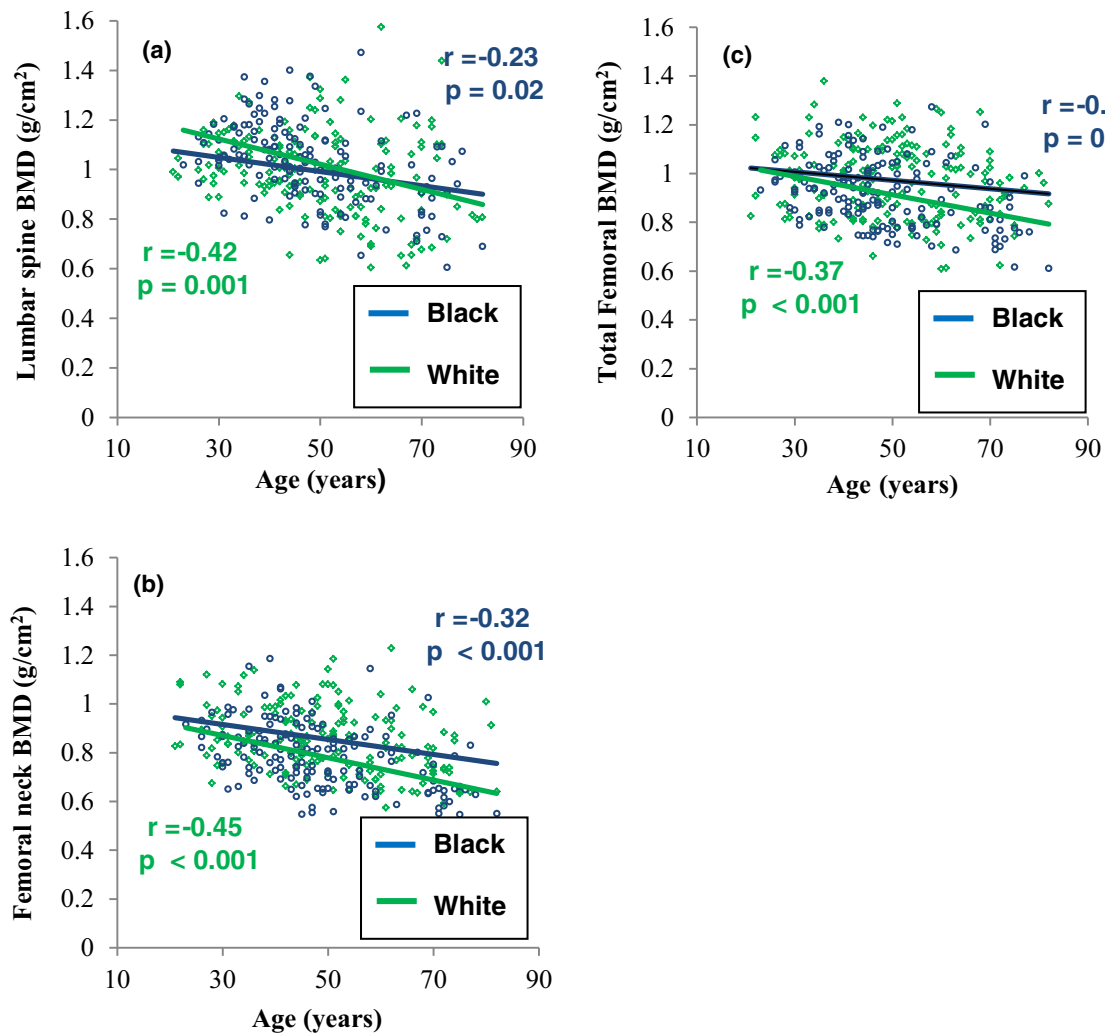 (a)
r =-0.23
p = 0.02
r =-0.42
p = 0.001
Black
White
Lumbar spine BMD (g/cm²)
1.6
1.4
1.2
1
0.8
0.6
0.4
0.2
0
10
30
50
70
90
Age (years)
(c)
r =-0.
p = 0
r =-0.37
p < 0.001
Black
White
Total Femoral BMD (g/cm²)
1.6
1.4
1.2
1
0.8
0.6
0.4
0.2
0
10
30
50
70
90
Age (years)
(b)
r =-0.32
p < 0.001
r =-0.45
p < 0.001
Black
White
Femoral neck BMD (g/cm²)
1.6
1.4
1.2
1
0.8
0.6
0.4
0.2
0
10
30
50
70
90
Age (years)